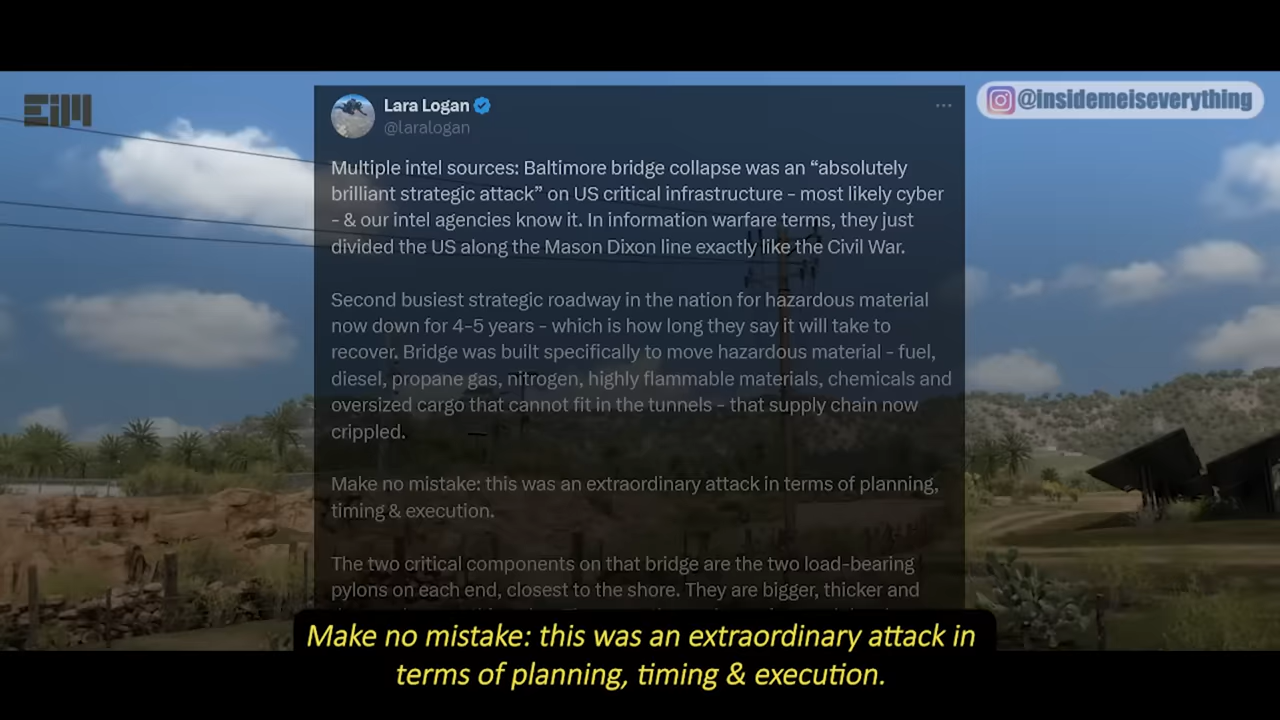 EiM
@insidemeiseverything
Lara Logan
@laralogan
Multiple intel sources: Baltimore bridge collapse was an “absolutely
brilliant strategic attack” on US critical infrastructure - most likely cyber
- & our intel agencies know it. In information warfare terms, they just
divided the US along the Mason Dixon line exactly like the Civil War.
Second busiest strategic roadway in the nation for hazardous material
now down for 4-5 years - which is how long they say it will take to
recover. Bridge was built specifically to move hazardous material - fuel,
diesel, propane gas, nitrogen, highly flammable materials, chemicals and
oversized cargo that cannot fit in the tunnels - that supply chain now
crippled.
Make no mistake: this was an extraordinary attack in terms of planning,
timing & execution.
The two critical components on that bridge are the two load-bearing
pylons on each end, closest to the shore. They are bigger, thicker and
Make no mistake: this was an extraordinary attack in
terms of planning, timing & execution.